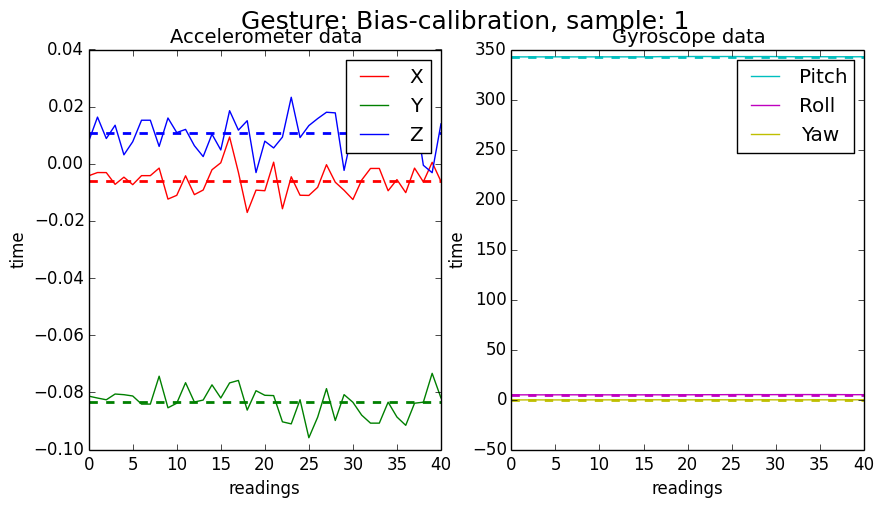 Gesture: Bias-calibration, sample: 1
Accelerometer data
0.04
0.02
0.00
−0.02
−0.04
−0.06
−0.08
−0.10
time
0 5 10 15 20 25 30 35 40
readings
X
Y
Z
Gyroscope data
350
300
250
200
150
100
50
0
−50
time
0 5 10 15 20 25 30 35 40
readings
Pitch
Roll
Yaw